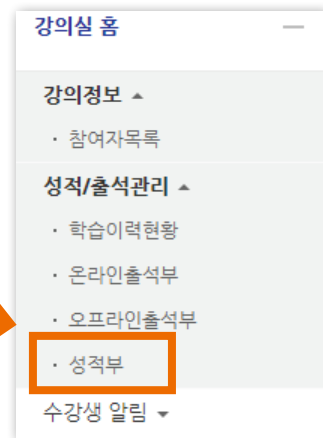 강의실 홈
강의정보 ▲
· 참여자목록
성적/출석관리 ▲
· 학습이력현황
· 온라인출석부
· 오프라인출석부
· 성적부
수강생 알림 ▼